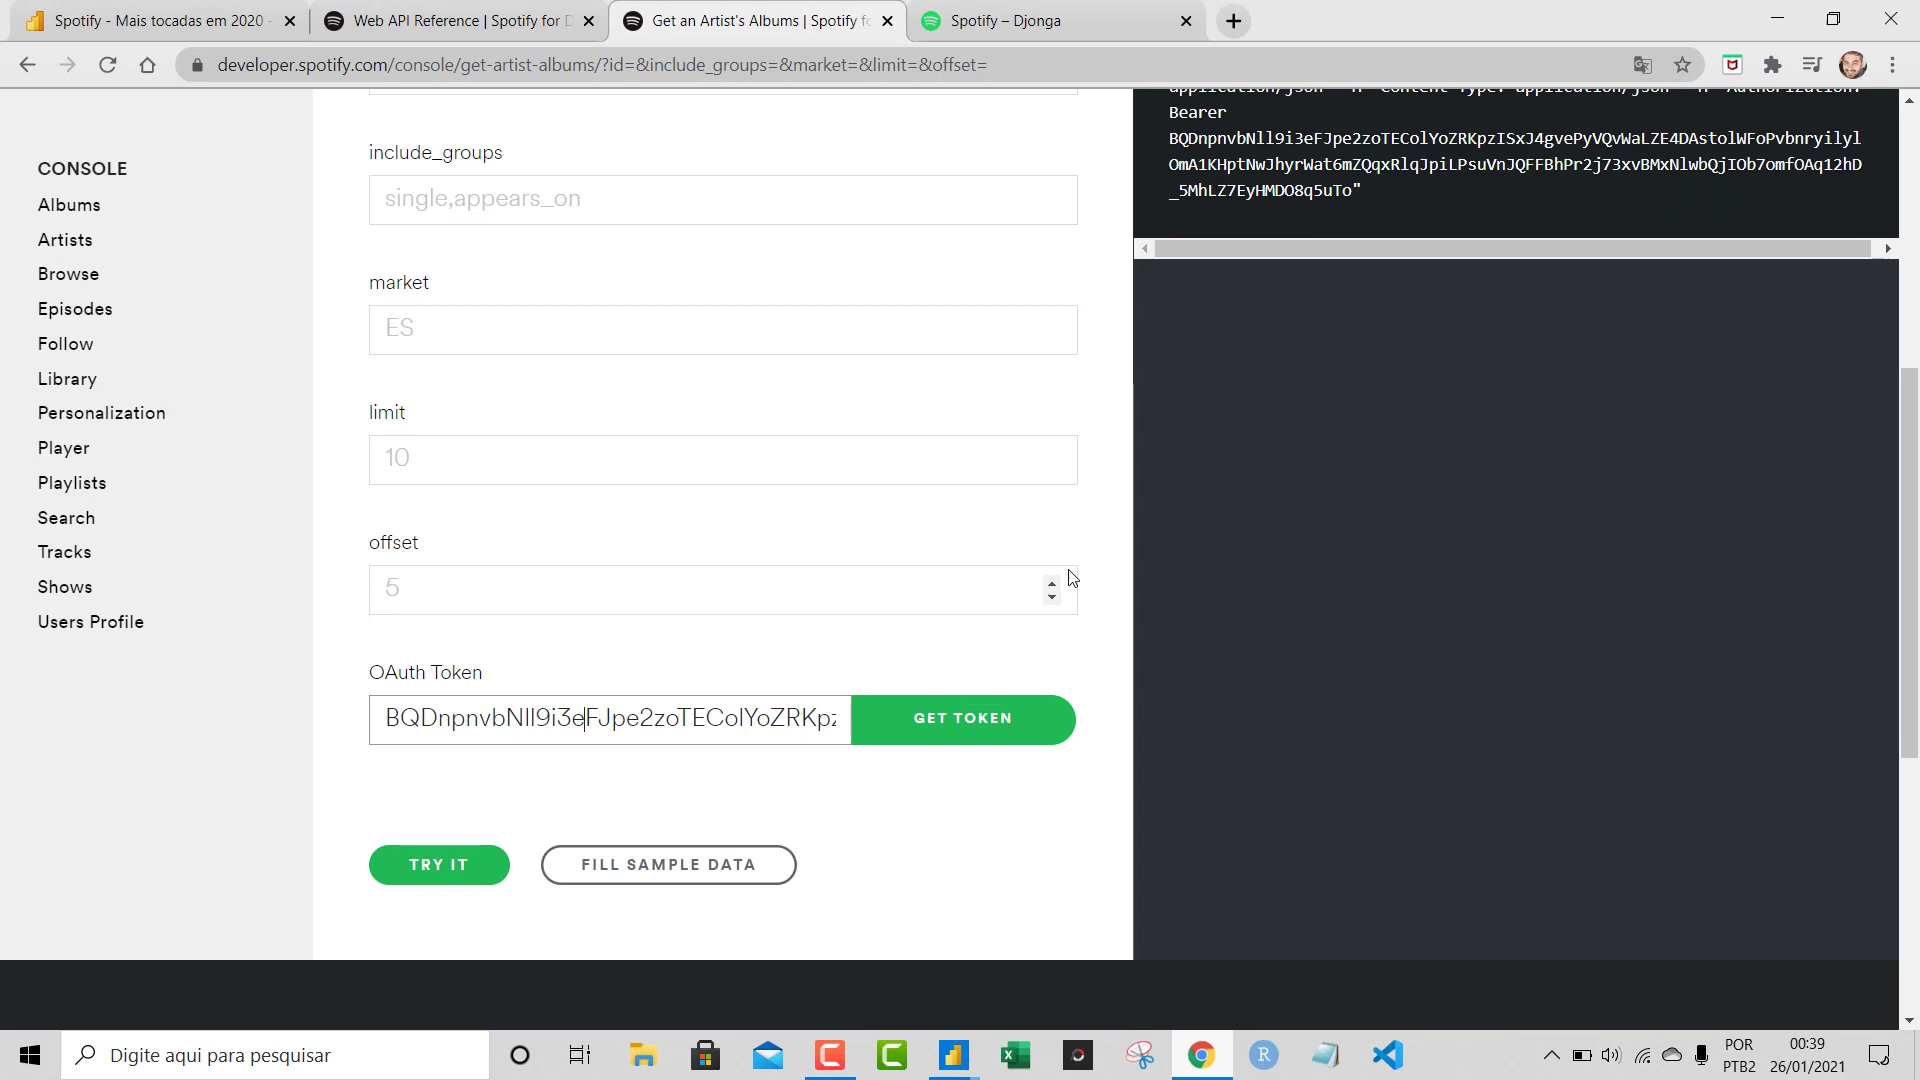 Spotify - Mais tocadas em 2020 -
Web API Reference | Spotify for D
Get an Artist's Albums | Spotify fo
Spotify – Djonga
developer.spotify.com/console/get-artist-albums/?id=&include_groups=&market=&limit=&offset=
CONSOLE
Albums
Artists
Browse
Episodes
Follow
Library
Personalization
Player
Playlists
Search
Tracks
Shows
Users Profile
include_groups
single,appears_on
market
ES
limit
10
offset
5
OAuth Token
BQDnpnvbNll9i3eFJpe2zoTEColYoZRKpz
GET TOKEN
TRY IT
FILL SAMPLE DATA
Bearer
BQDnpnvbNll9i3eFJpe2zoTEColYoZRKpzISxJ4gvePyVQvWaLZE4DAstolWFoPvbnryilyl
OmA1KHptNwJhyrWat6mZQqxRlqJpiLPsuVnJQFFBhPr2j73xvBMxNlwbQjIOb7omfOAq12hD
_5MhLZ7EyHMDO8q5uTo"
Digite aqui para pesquisar
POR
PTB2
00:39
26/01/2021